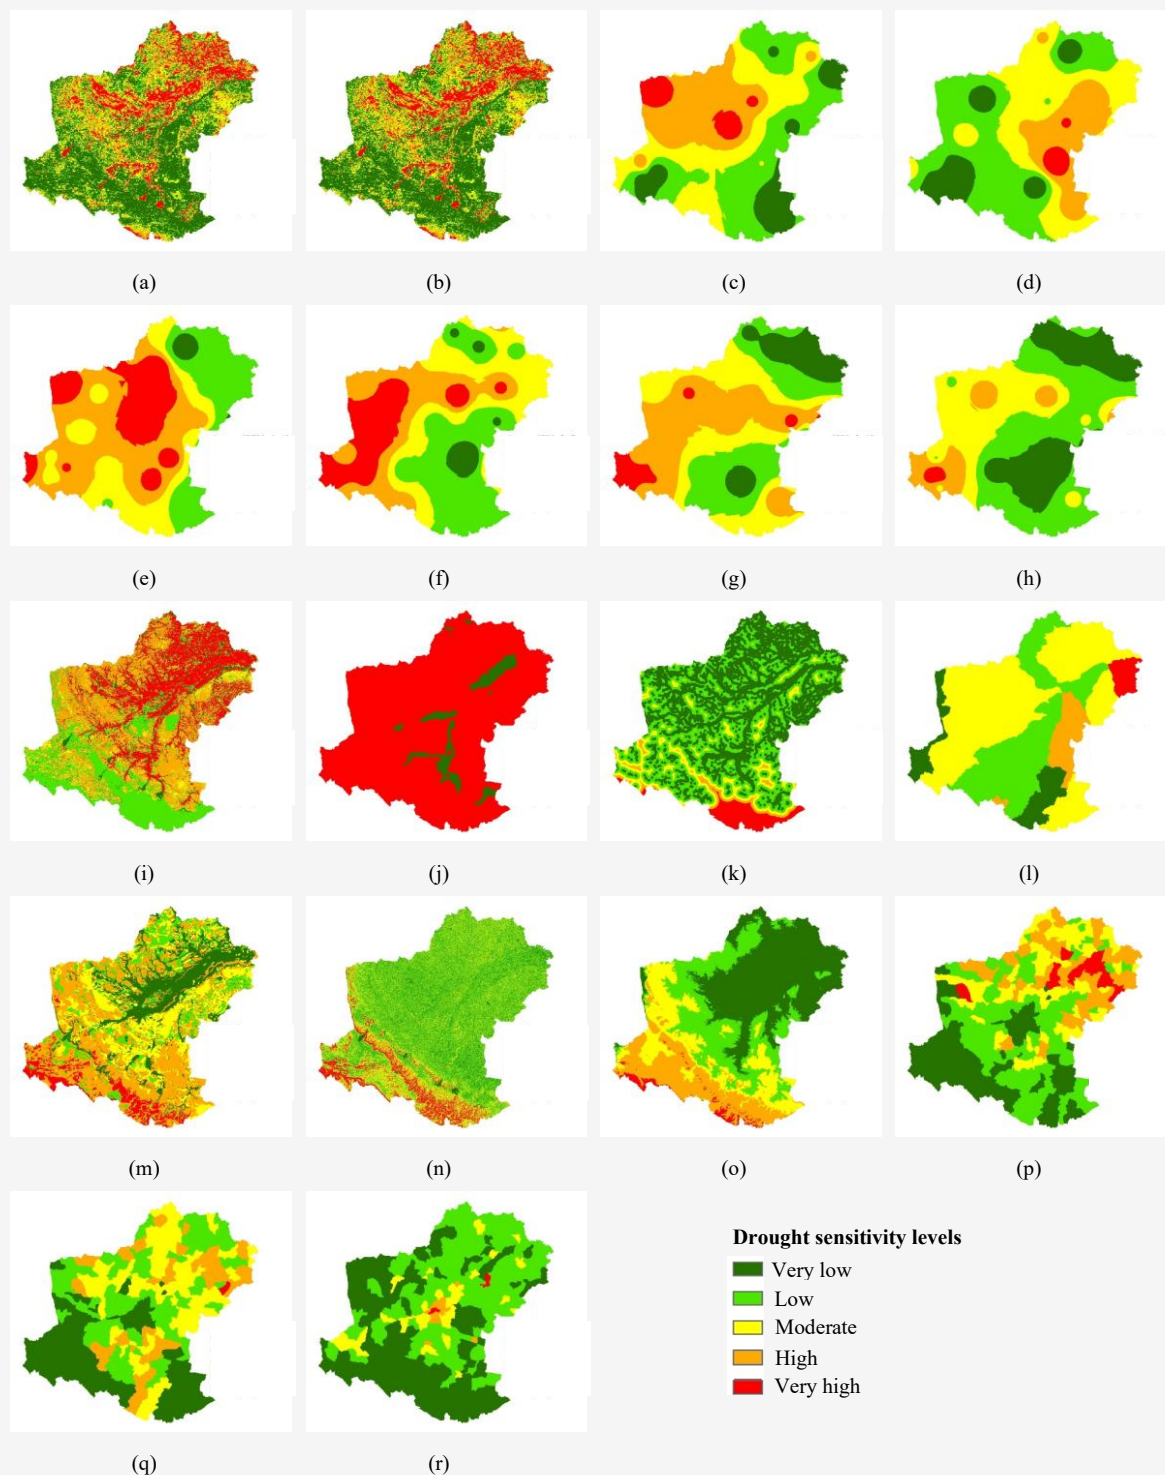 (a) (b) (c) (d)
(e) (f) (g) (h)
(i) (j) (k) (l)
(m) (n) (o) (p)
Drought sensitivity levels
Very low
Low
Moderate
High
Very high
(q) (r)